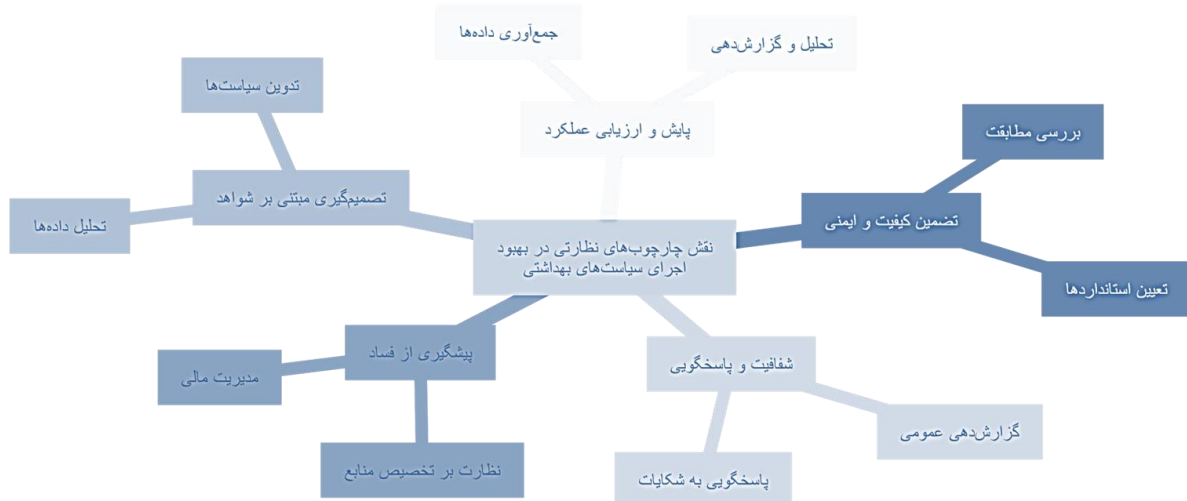 نقش چارچوب‌های نظارتی در بهبود
اجرای سیاست‌های بهداشتی
پایش و ارزیابی عملکرد
تحلیل و گزارش‌دهی
جمع‌آوری داده‌ها
تضمین کیفیت و ایمنی
بررسی مطابقت
تعیین استانداردها
شفافیت و پاسخگویی
گزارش‌دهی عمومی
پاسخگویی به شکایات
پیشگیری از فساد
مدیریت مالی
نظارت بر تخصیص منابع
تصمیم‌گیری مبتنی بر شواهد
تدوین سیاست‌ها
تحلیل داده‌ها